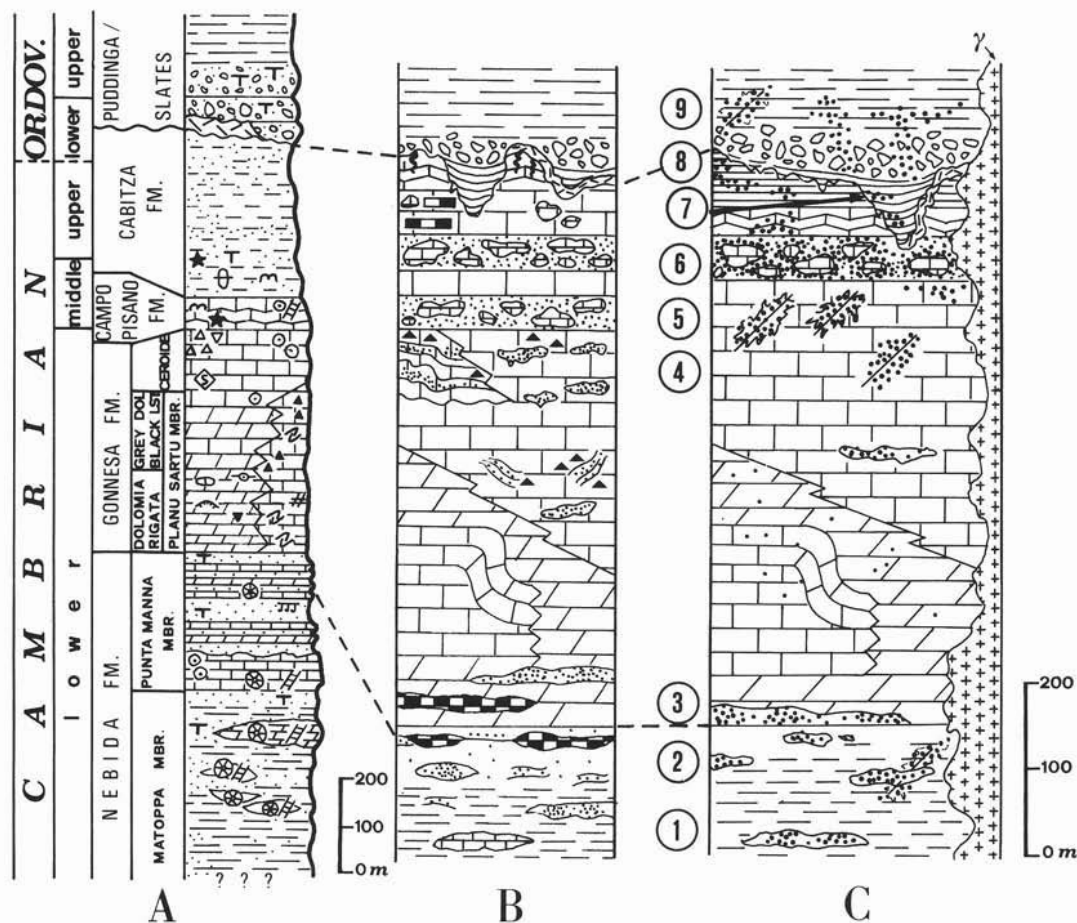 ORDOV.
CAMBRIAN
upper
lower
upper
middle
lower
PUDDINGA/
SLATES
CABITZA
FM.
CAMPO
PISANO
FM.
GONNESA FM.
CEROIDE
GREY DOL
BLACK LST
DOLOMIA
RIGATA
PLANU SARTU MBR.
NEBIDA FM.
PUNTA MANNA
MBR.
MATOPPA MBR.
T T
T
T
S
T
T
T
T
? ? ?
200
100
0 m
γ
9
8
7
6
5
4
3
2
1
200
100
0 m
A
B
C